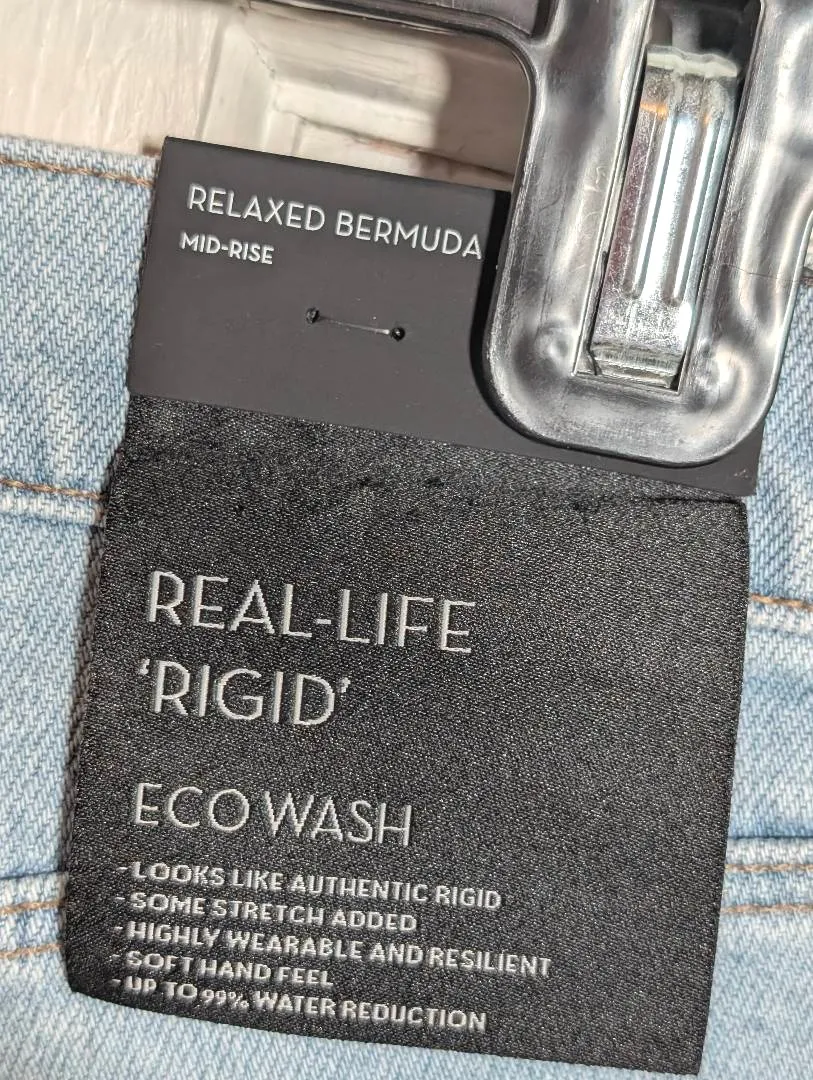 RELAXED BERMUDA
MID-RISE
REAL-LIFE
‘RIGID’
ECO WASH
- LOOKS LIKE AUTHENTIC RIGID
- SOME STRETCH ADDED
- HIGHLY WEARABLE AND RESILIENT
- SOFT HAND FEEL
- UP TO 99% WATER REDUCTION